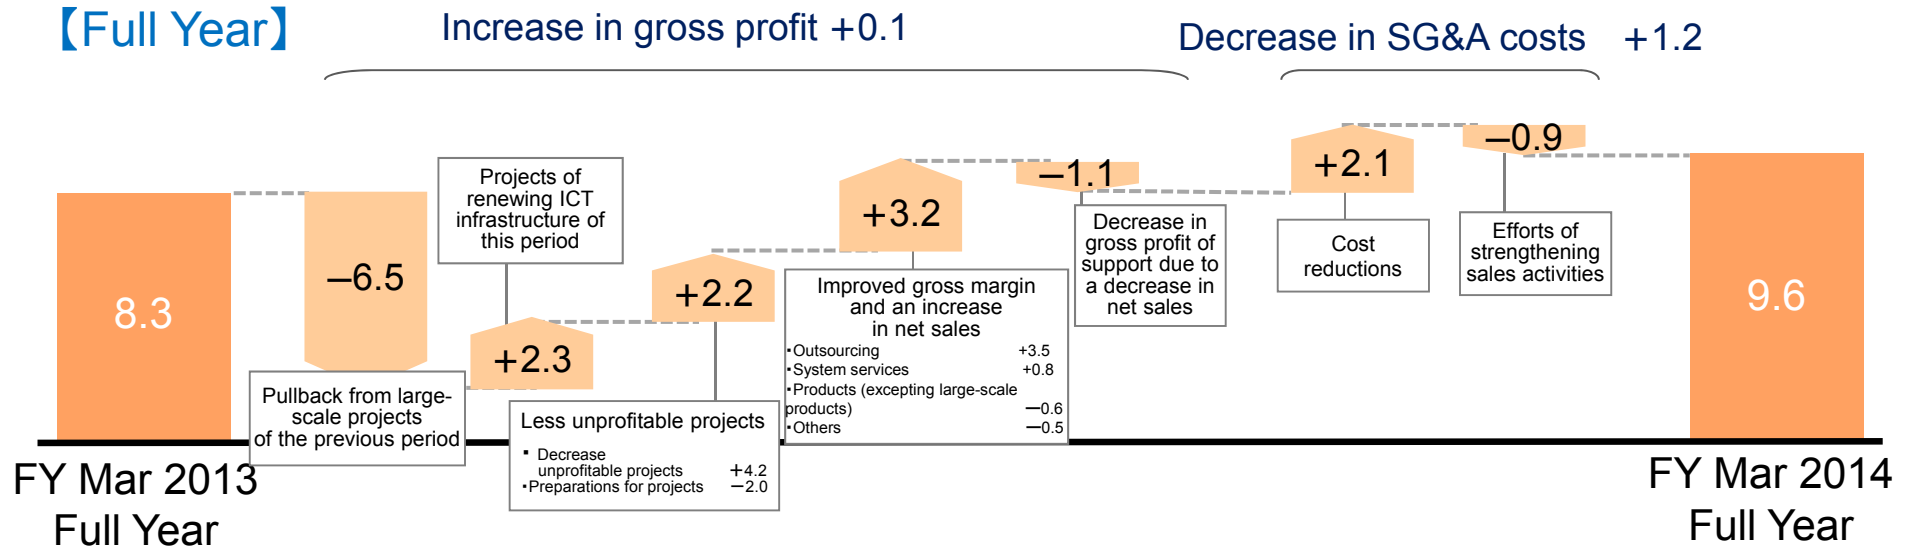 【Full Year】
Increase in gross profit +0.1
Decrease in SG&A costs +1.2
8.3
–6.5
Pullback from large-
scale projects
of the previous period
Projects of
renewing ICT
infrastructure of
this period
+2.3
+2.2
Less unprofitable projects
▪ Decrease
unprofitable projects +4.2
▪Preparations for projects –2.0
+3.2
Improved gross margin
and an increase
in net sales
▪Outsourcing +3.5
▪System services +0.8
▪Products (excepting large-scale
products) –0.6
▪Others –0.5
–1.1
Decrease in
gross profit of
support due to
a decrease in
net sales
+2.1
Cost
reductions
–0.9
Efforts of
strengthening
sales activities
9.6
FY Mar 2013
Full Year
FY Mar 2014
Full Year